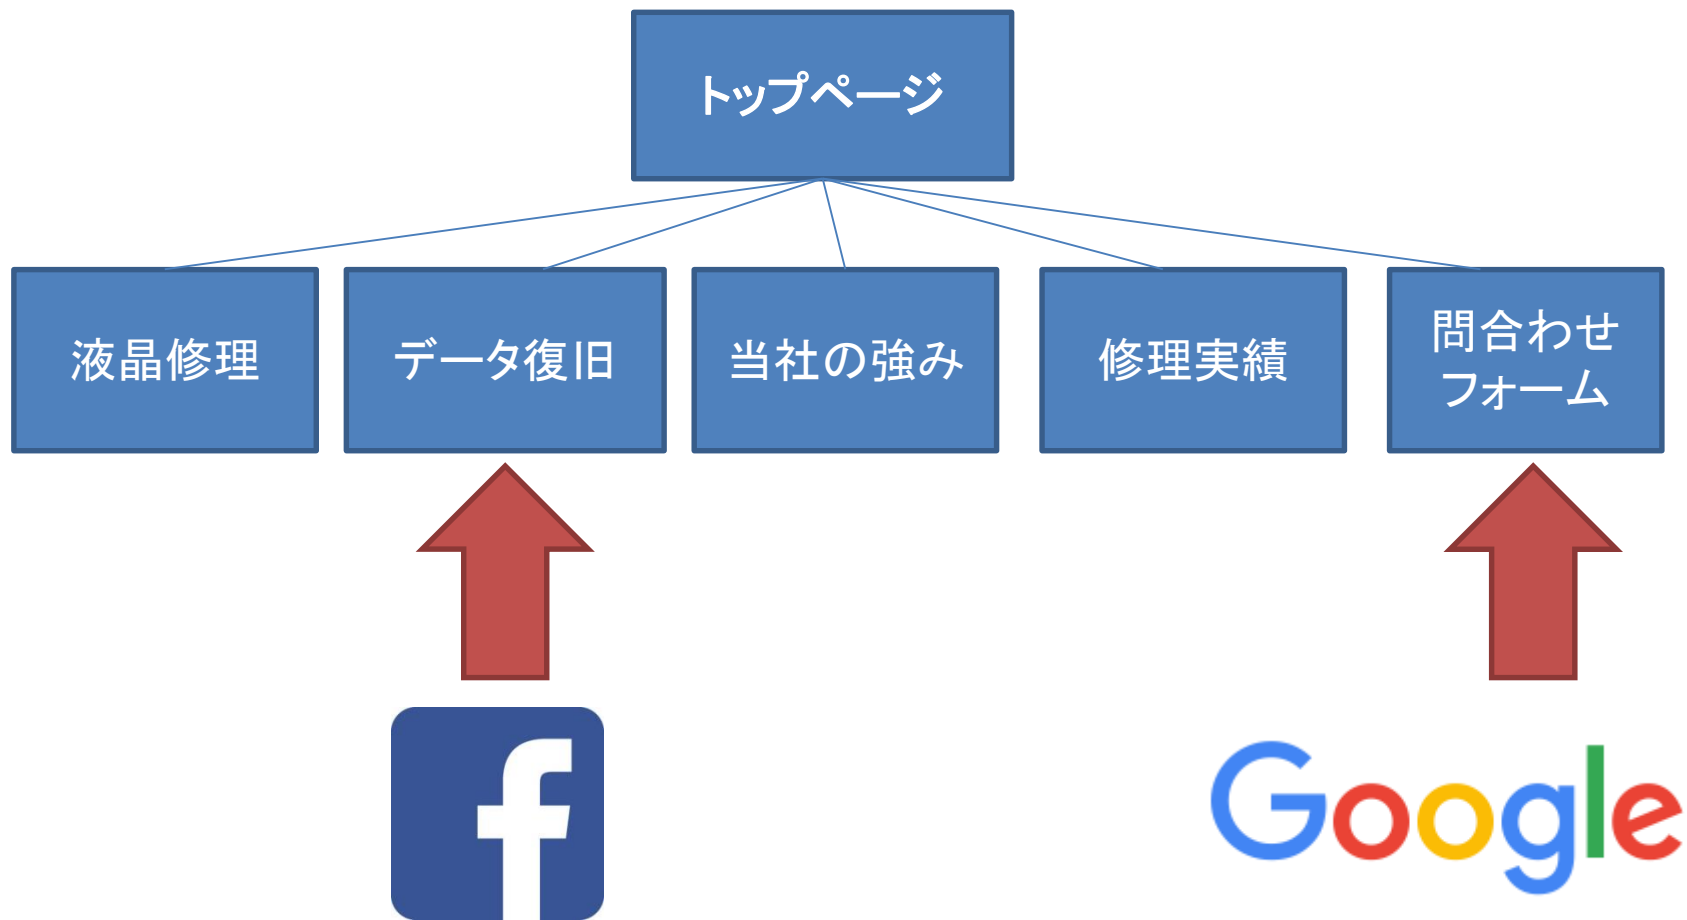 トップページ
液晶修理
データ復旧
当社の強み
修理実績
問合わせ
フォーム
f
Google